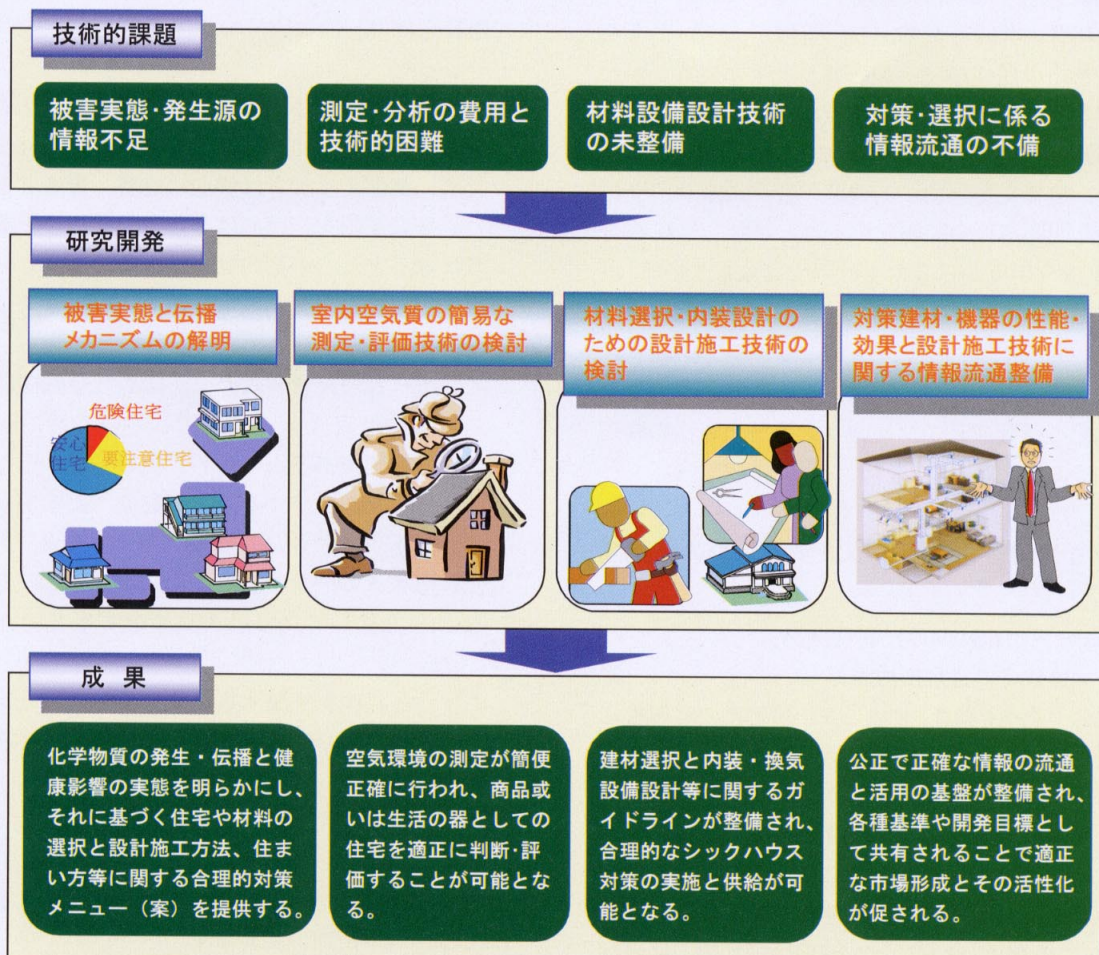 技術的課題
被害実態・発生源の
情報不足
測定・分析の費用と
技術的困難
材料設備設計技術
の未整備
対策・選択に係る
情報流通の不備
研究開発
被害実態と伝播
メカニズムの解明
室内空気質の簡易な
測定・評価技術の検討
材料選択・内装設計の
ための設計施工技術の
検討
対策建材・機器の性能・
効果と設計施工技術に
関する情報流通整備
危険住宅
安心
住宅
要注意住宅
成 果
化学物質の発生・伝播と健
康影響の実態を明らかにし、
それに基づく住宅や材料の
選択と設計施工方法、住ま
い方等に関する合理的対策
メニュー（案）を提供する。
空気環境の測定が簡便
正確に行われ、商品或
いは生活の器としての
住宅を適正に判断・評
価することが可能とな
る。
建材選択と内装・換気
設備設計等に関するガ
イドラインが整備され、
合理的なシックハウス
対策の実施と供給が可
能となる。
公正で正確な情報の流通
と活用の基盤が整備され、
各種基準や開発目標とし
て共有されることで適正
な市場形成とその活性化
が促される。